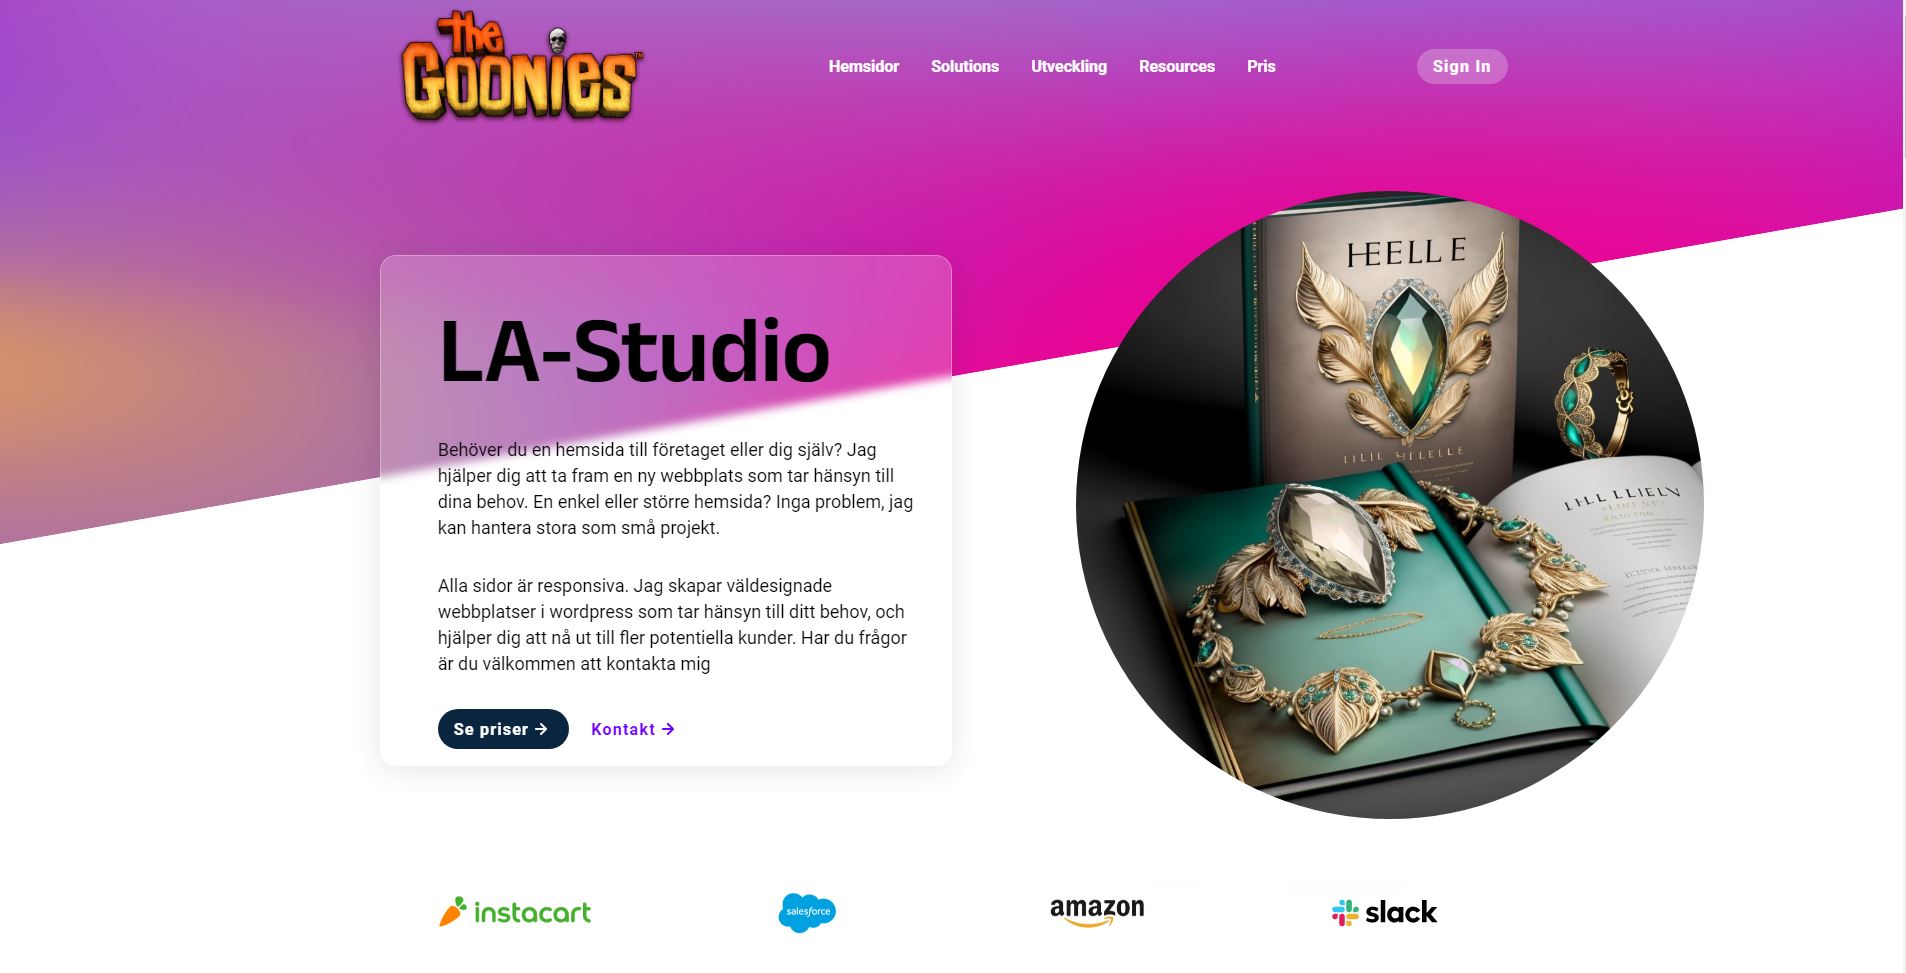 The
GOONiES™
Hemsidor Solutions Utveckling Resources Pris Sign In
LA-Studio
Behöver du en hemsida till företaget eller dig själv? Jag
hjälper dig att ta fram en ny webbplats som tar hänsyn till
dina behov. En enkel eller större hemsida? Inga problem, jag
kan hantera stora som små projekt.
Alla sidor är responsiva. Jag skapar väldesignade
webbplatser i wordpress som tar hänsyn till ditt behov, och
hjälper dig att nå ut till fler potentiella kunder. Har du frågor
är du välkommen att kontakta mig
Se priser → Kontakt →
HEELLE
instacart salesforce amazon slack